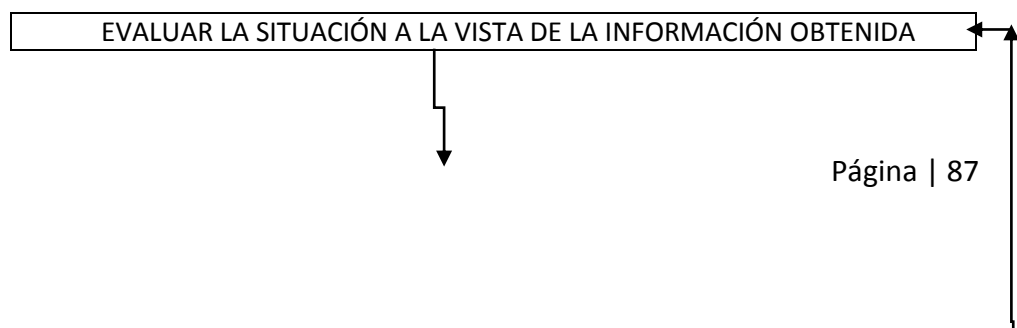 EVALUAR LA SITUACIÓN A LA VISTA DE LA INFORMACIÓN OBTENIDA
Página | 87